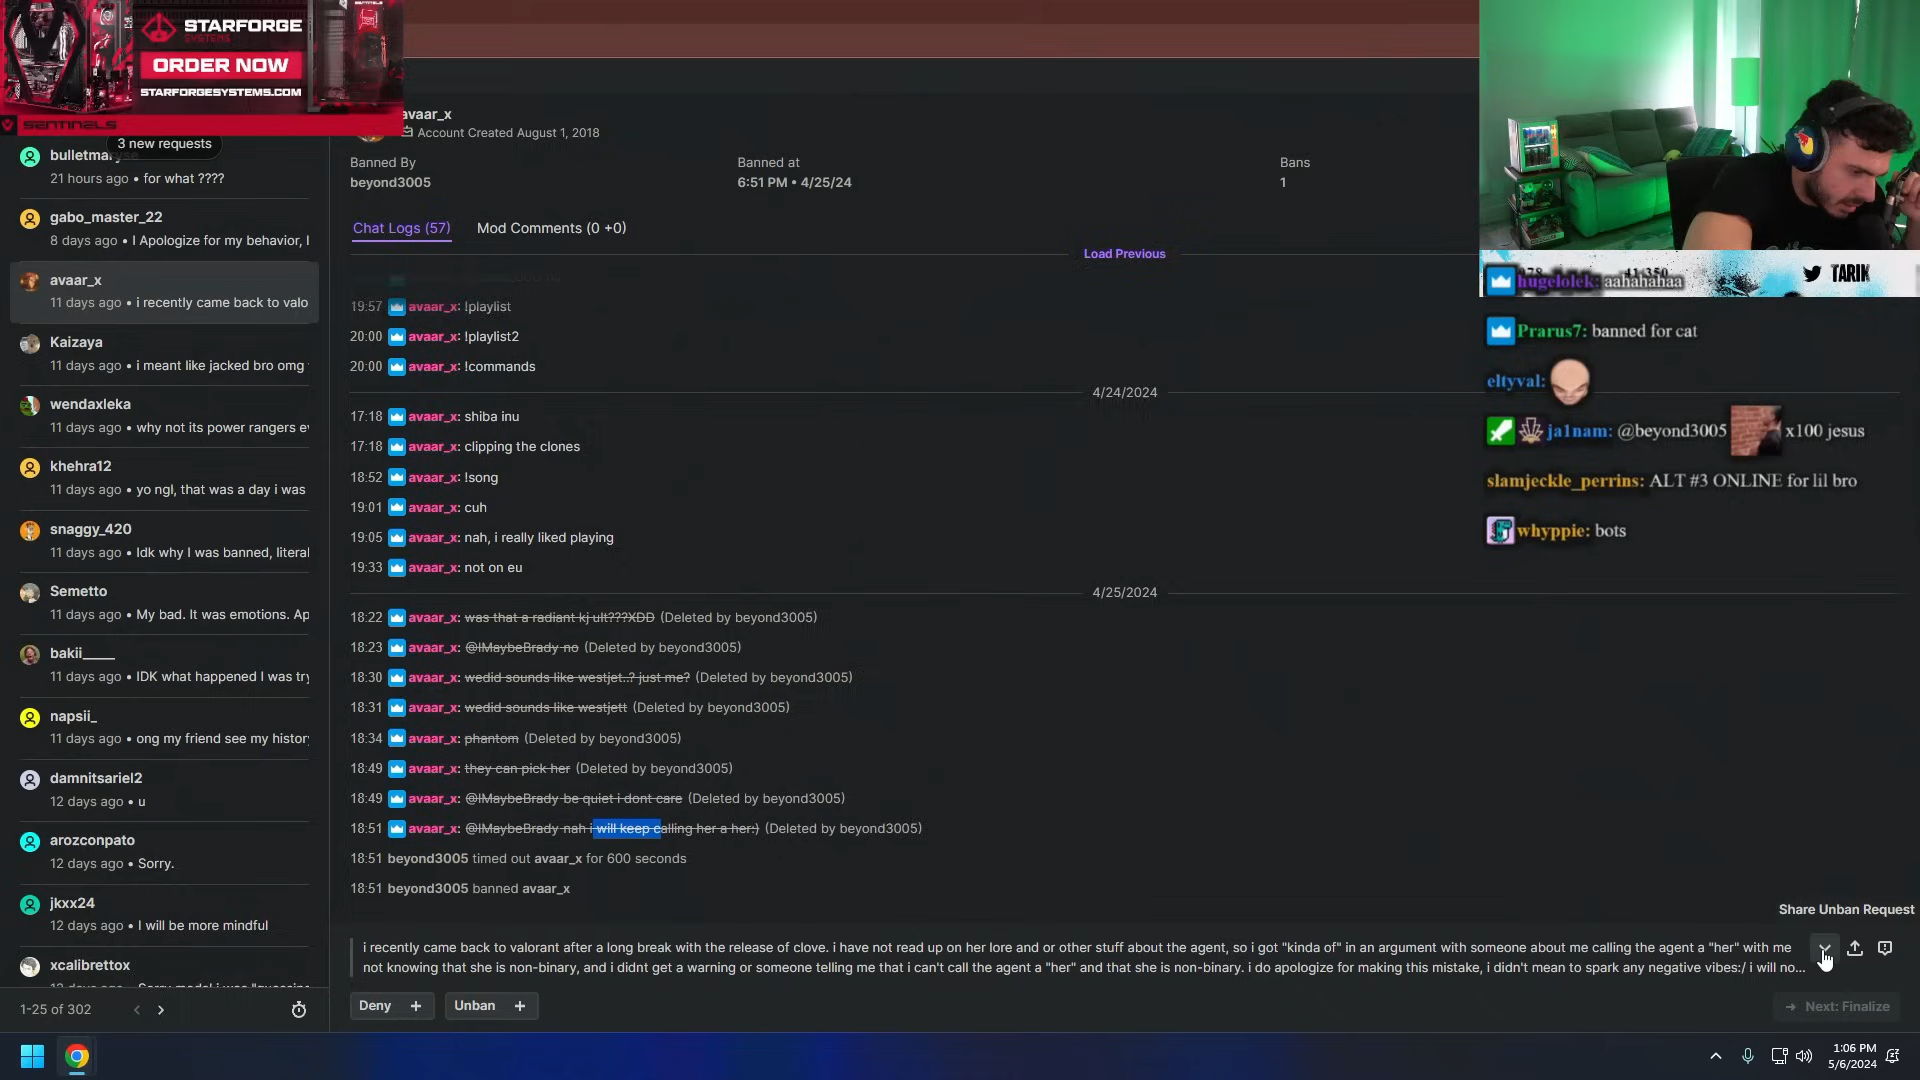 STARFORGE
SYSTEMS
ORDER NOW
STARFORGESYSTEMS.COM
SENTINELS
3 new requests
bulletmaryse
21 hours ago • for what ????
gabo_master_22
8 days ago • I Apologize for my behavior, I
avaar_x
11 days ago • i recently came back to valo
Kaizaya
11 days ago • i meant like jacked bro omg
wendaxleka
11 days ago • why not its power rangers e
khehra12
11 days ago • yo ngl, that was a day i was
snaggy_420
11 days ago • Idk why I was banned, literal
Semetto
11 days ago • My bad. It was emotions. Ap
bakii_____
11 days ago • IDK what happened I was try
napsii_
11 days ago • ong my friend see my history
damnitsariel2
12 days ago • u
arozconpato
12 days ago • Sorry.
jkxx24
12 days ago • I will be more mindful
xcalibrettox
1-25 of 302
avaar_x
Account Created August 1, 2018
Banned By
beyond3005
Banned at
6:51 PM • 4/25/24
Bans
1
Chat Logs (57)
Mod Comments (0 +0)
Load Previous
19:57 avaar_x: !playlist
20:00 avaar_x: !playlist2
20:00 avaar_x: !commands
4/24/2024
17:18 avaar_x: shiba inu
17:18 avaar_x: clipping the clones
18:52 avaar_x: !song
19:01 avaar_x: cuh
19:05 avaar_x: nah, i really liked playing
19:33 avaar_x: not on eu
4/25/2024
18:22 avaar_x: was that a radiant kj ult???XDD (Deleted by beyond3005)
18:23 avaar_x: @IMaybeBrady no (Deleted by beyond3005)
18:30 avaar_x: wedid sounds like westjet..? just me? (Deleted by beyond3005)
18:31 avaar_x: wedid sounds like westjett (Deleted by beyond3005)
18:34 avaar_x: phantom (Deleted by beyond3005)
18:49 avaar_x: they can pick her (Deleted by beyond3005)
18:49 avaar_x: @IMaybeBrady be quiet i dont care (Deleted by beyond3005)
18:51 avaar_x: @IMaybeBrady nah i will keep calling her a her:) (Deleted by beyond3005)
18:51 beyond3005 timed out avaar_x for 600 seconds
18:51 beyond3005 banned avaar_x
Share Unban Request
i recently came back to valorant after a long break with the release of clove. i have not read up on her lore and or other stuff about the agent, so i got "kinda of" in an argument with someone about me calling the agent a "her" with me
not knowing that she is non-binary, and i didnt get a warning or someone telling me that i can't call the agent a "her" and that she is non-binary. i do apologize for making this mistake, i didn't mean to spark any negative vibes:/ i will no...
Deny +
Unban +
Next: Finalize
41,350
TARIK
hugelolek: aahahahaa
Prarus7: banned for cat
eltyval:
ja1nam: @beyond3005 x100 jesus
slamjeckle_perrins: ALT #3 ONLINE for lil bro
whyppie: bots
1:06 PM
5/6/2024